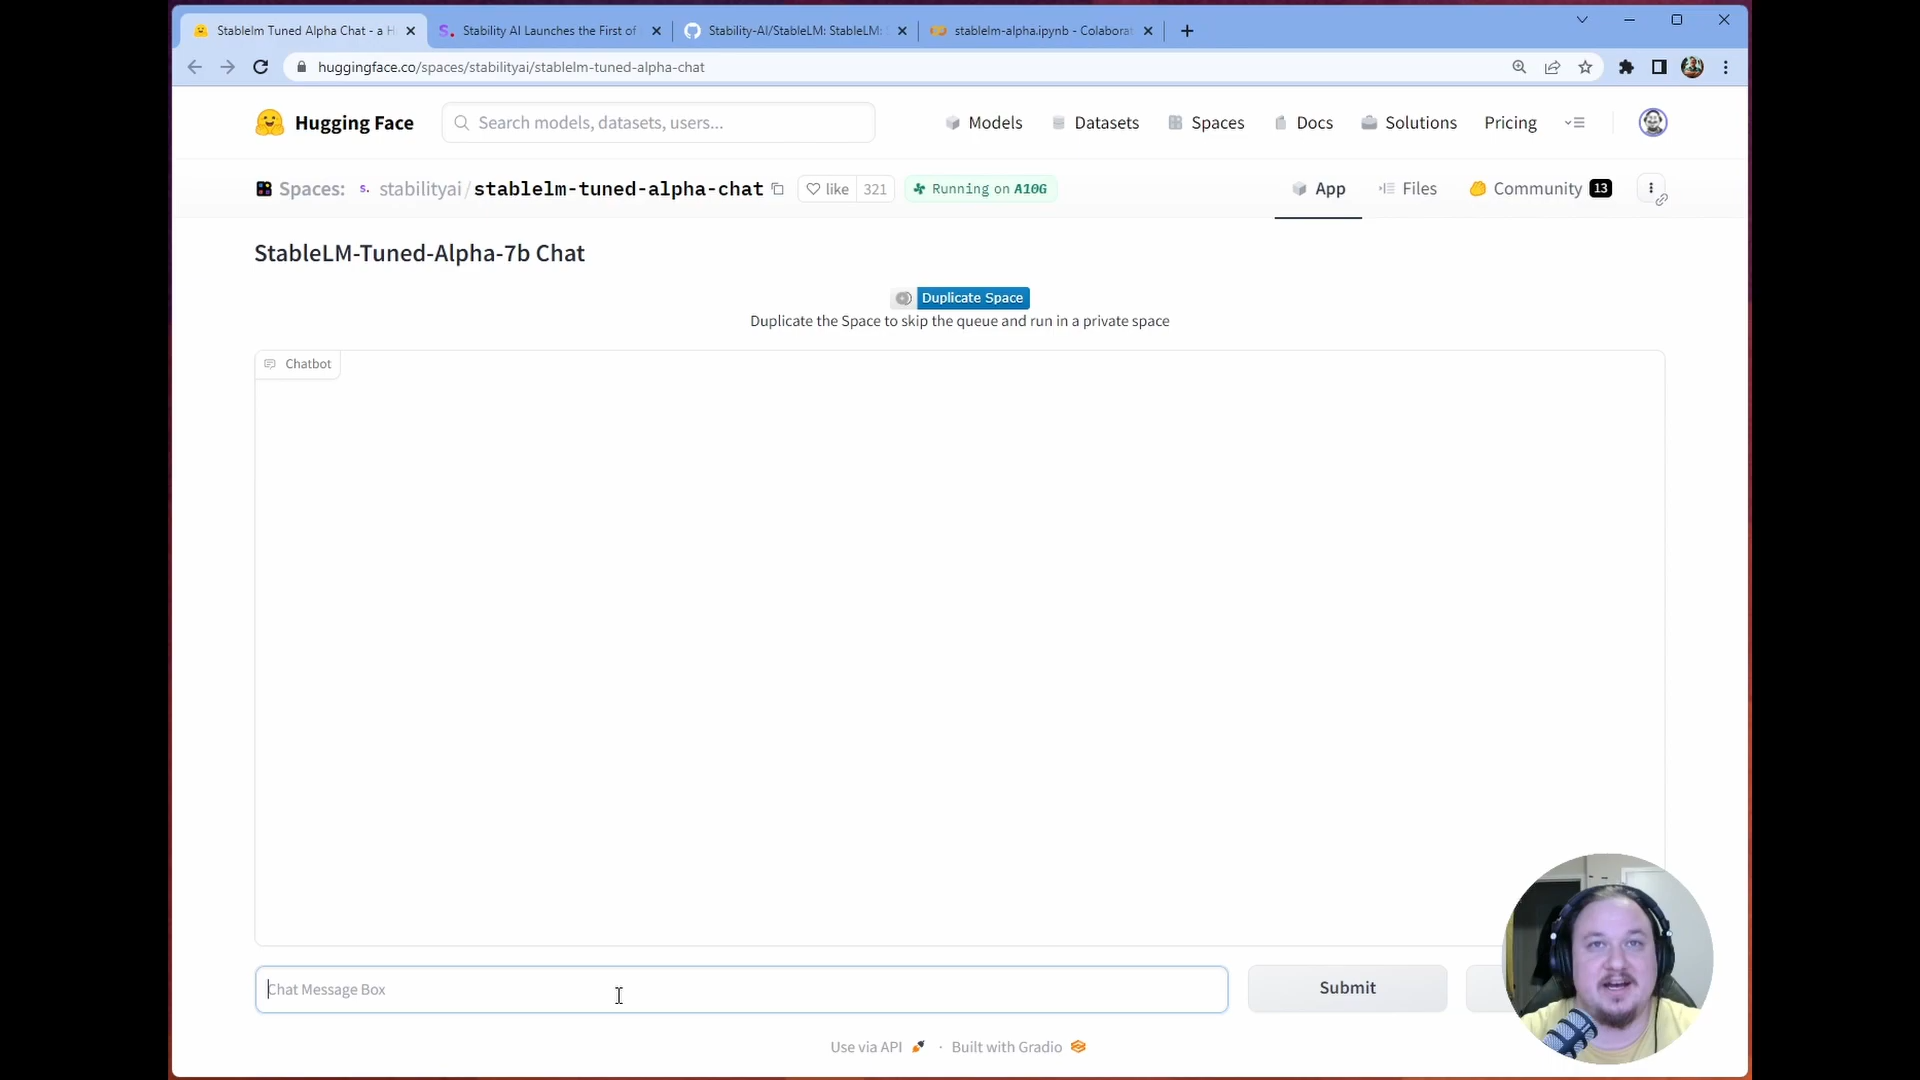 Stablelm Tuned Alpha Chat - a H
Stability AI Launches the First of
Stability-AI/StableLM: StableLM:
stablelm-alpha.ipynb - Colaborat
huggingface.co/spaces/stabilityai/stablelm-tuned-alpha-chat
Hugging Face
Search models, datasets, users...
Models
Datasets
Spaces
Docs
Solutions
Pricing
Spaces: s. stabilityai/stablelm-tuned-alpha-chat
like 321
Running on A10G
App
Files
Community 13
StableLM-Tuned-Alpha-7b Chat
Duplicate Space
Duplicate the Space to skip the queue and run in a private space
Chatbot
Chat Message Box
Submit
Use via API · Built with Gradio